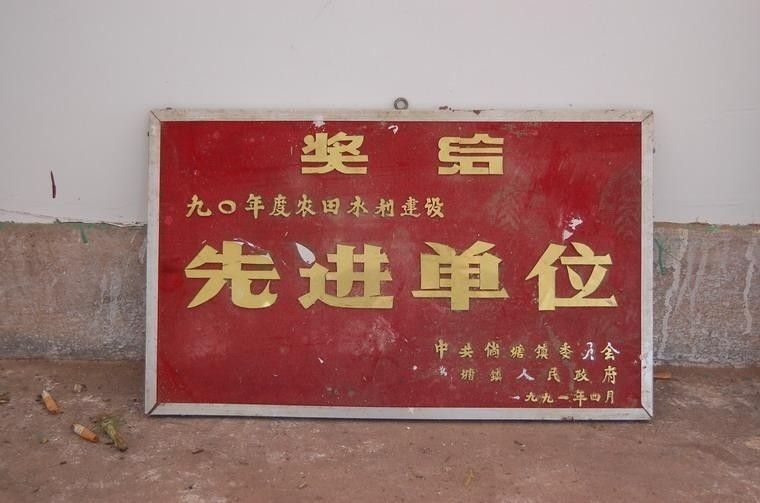 奖给
九〇年度农田水利建设
先进单位
中共倘塘镇委员会
塘镇人民政府
一九九一年四月